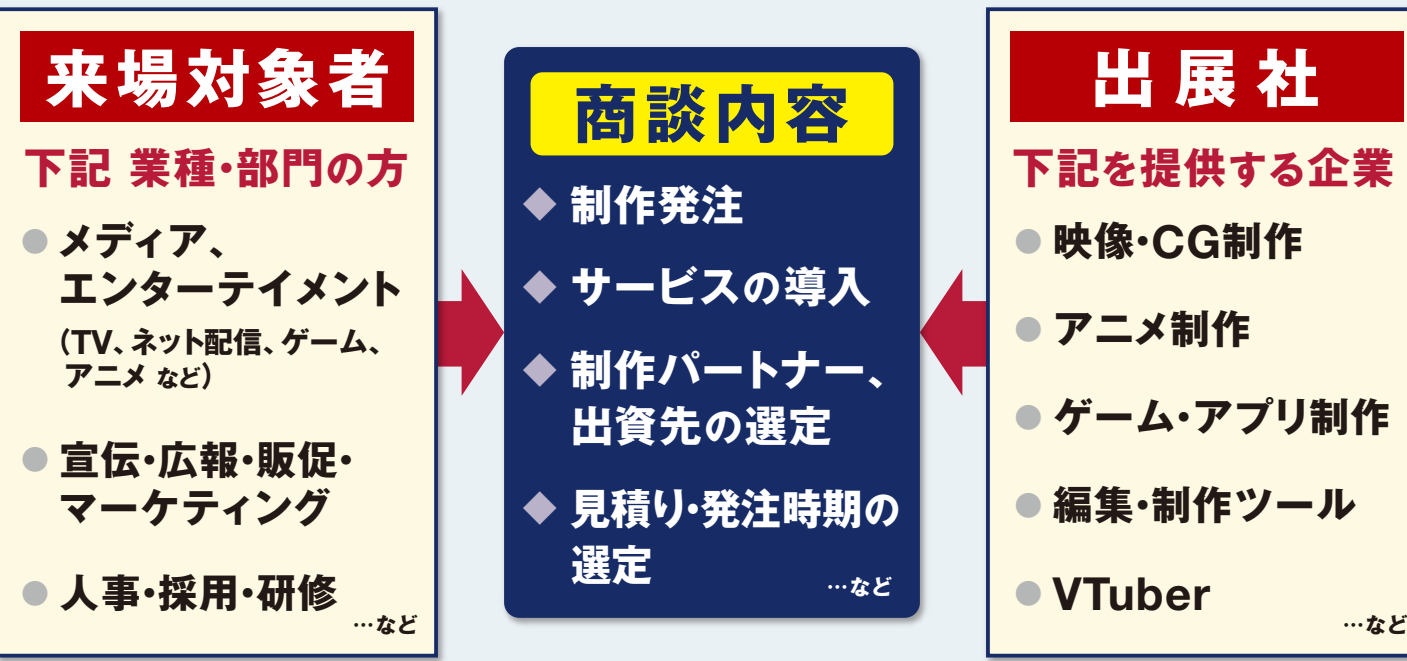 来場対象者
下記 業種・部門の方
● メディア、
エンターテイメント
（TV、ネット配信、ゲーム、
アニメ など）
● 宣伝・広報・販促・
マーケティング
● 人事・採用・研修
…など
商談内容
◆ 制作発注
◆ サービスの導入
◆ 制作パートナー、
出資先の選定
◆ 見積り・発注時期の
選定
…など
出展社
下記を提供する企業
● 映像・CG制作
● アニメ制作
● ゲーム・アプリ制作
● 編集・制作ツール
● VTuber
…など